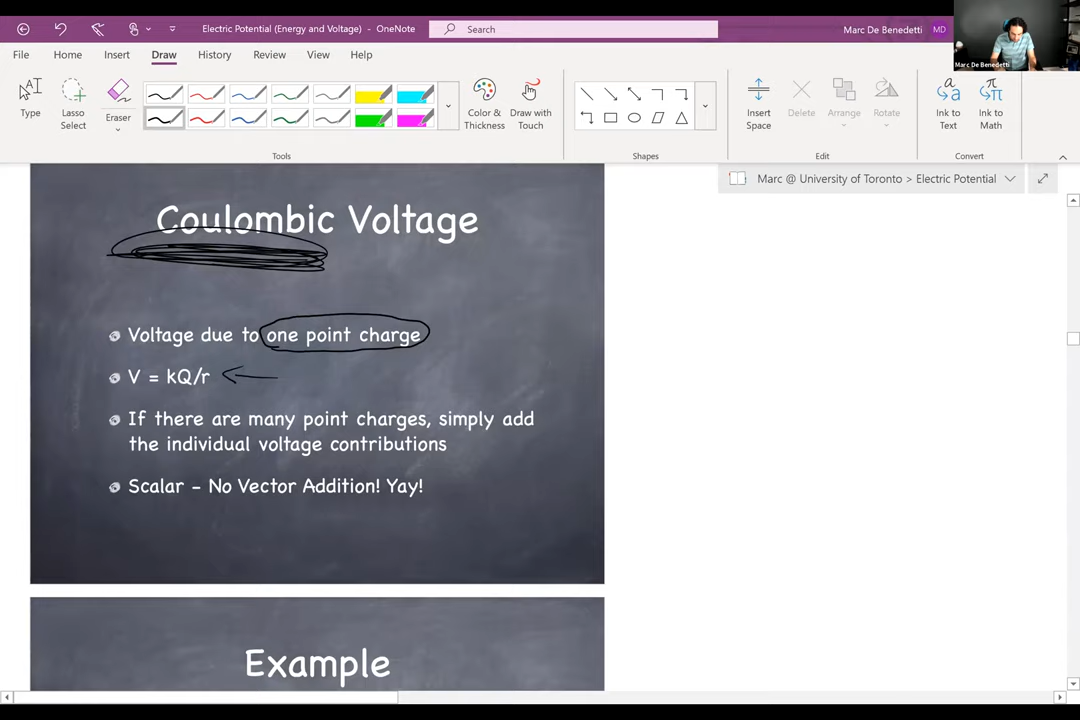 Electric Potential (Energy and Voltage) - OneNote
Search
Marc De Benedetti
MD
Marc De Benedetti
File
Home
Insert
Draw
History
Review
View
Help
Type
Lasso
Select
Eraser
Color &
Thickness
Draw with
Touch
Insert
Space
Delete
Arrange
Rotate
Ink to
Text
Ink to
Math
Tools
Shapes
Edit
Convert
Marc @ University of Toronto > Electric Potential
Coulombic Voltage
Voltage due to one point charge
V = kQ/r
If there are many point charges, simply add
the individual voltage contributions
Scalar - No Vector Addition! Yay!
Example